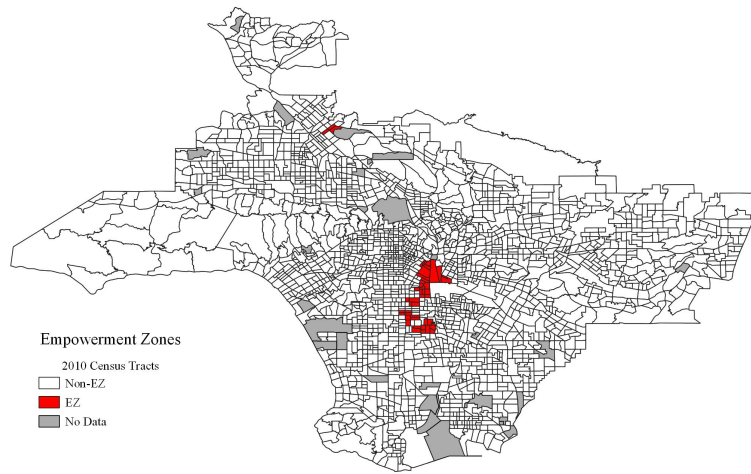 Empowerment Zones
2010 Census Tracts
Non-EZ
EZ
No Data